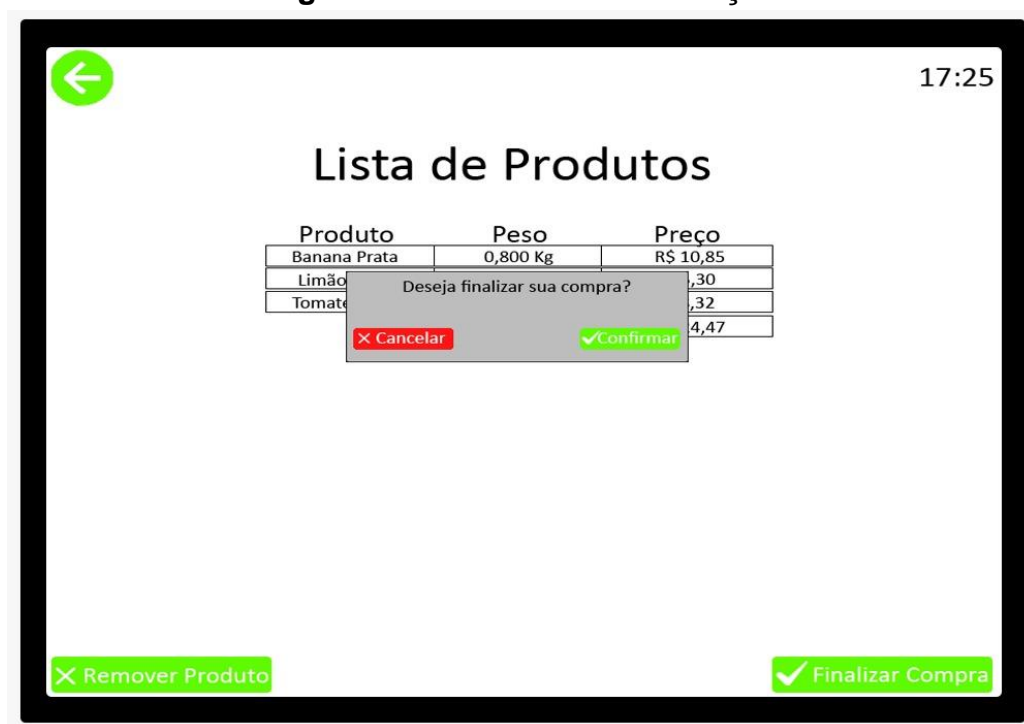 17:25
Lista de Produtos
Produto Peso Preço
Banana Prata 0,800 Kg R$ 10,85
Limão ,30
Deseja finalizar sua compra?
Tomate ,32
4,47
Cancelar Confirmar
Remover Produto Finalizar Compra